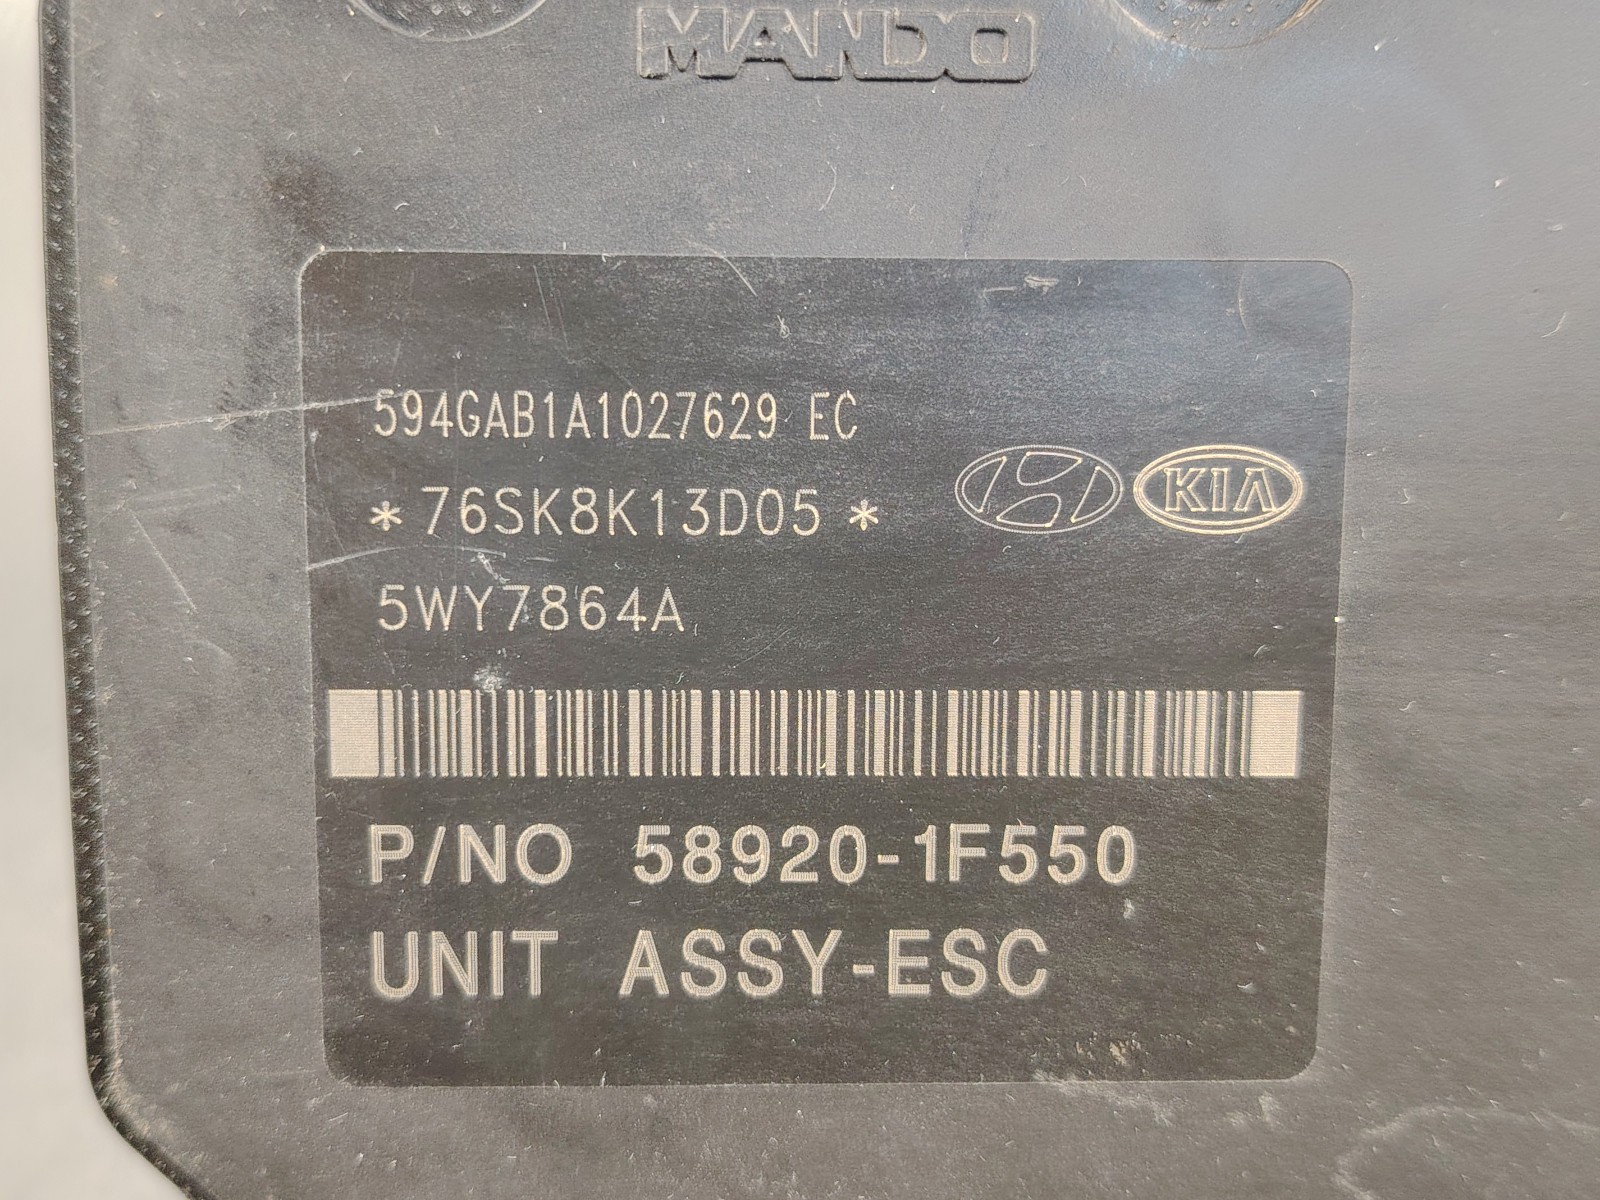 MANDO
594GAB1A1027629 EC
*76SK8K13D05*
KIA
5WY7864A
P/NO 58920-1F550
UNIT ASSY-ESC